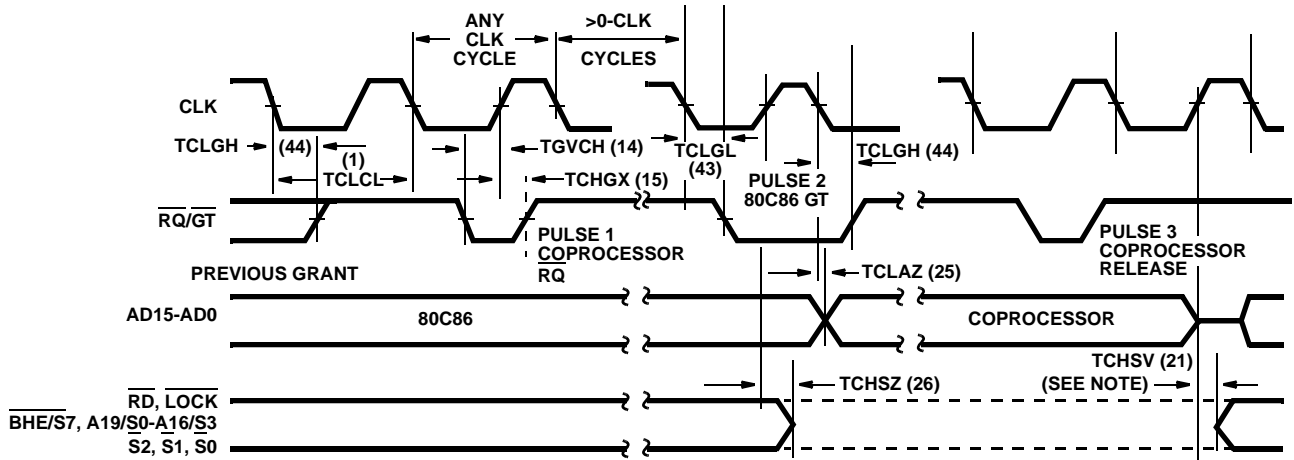 ANY
CLK
CYCLE
>0-CLK
CYCLES
CLK
TCLGH
(44)
(1)
TCLCL
TGVCH (14)
TCHGX (15)
TCLGL
(43)
PULSE 2
80C86 GT
TCLGH (44)
RQ/GT
PREVIOUS GRANT
PULSE 1
COPROCESSOR
RQ
PULSE 3
COPROCESSOR
RELEASE
TCLAZ (25)
AD15-AD0
80C86
COPROCESSOR
TCHSZ (26)
TCHSV (21)
(SEE NOTE)
RD, LOCK
BHE/S7, A19/S0-A16/S3
S2, S1, S0